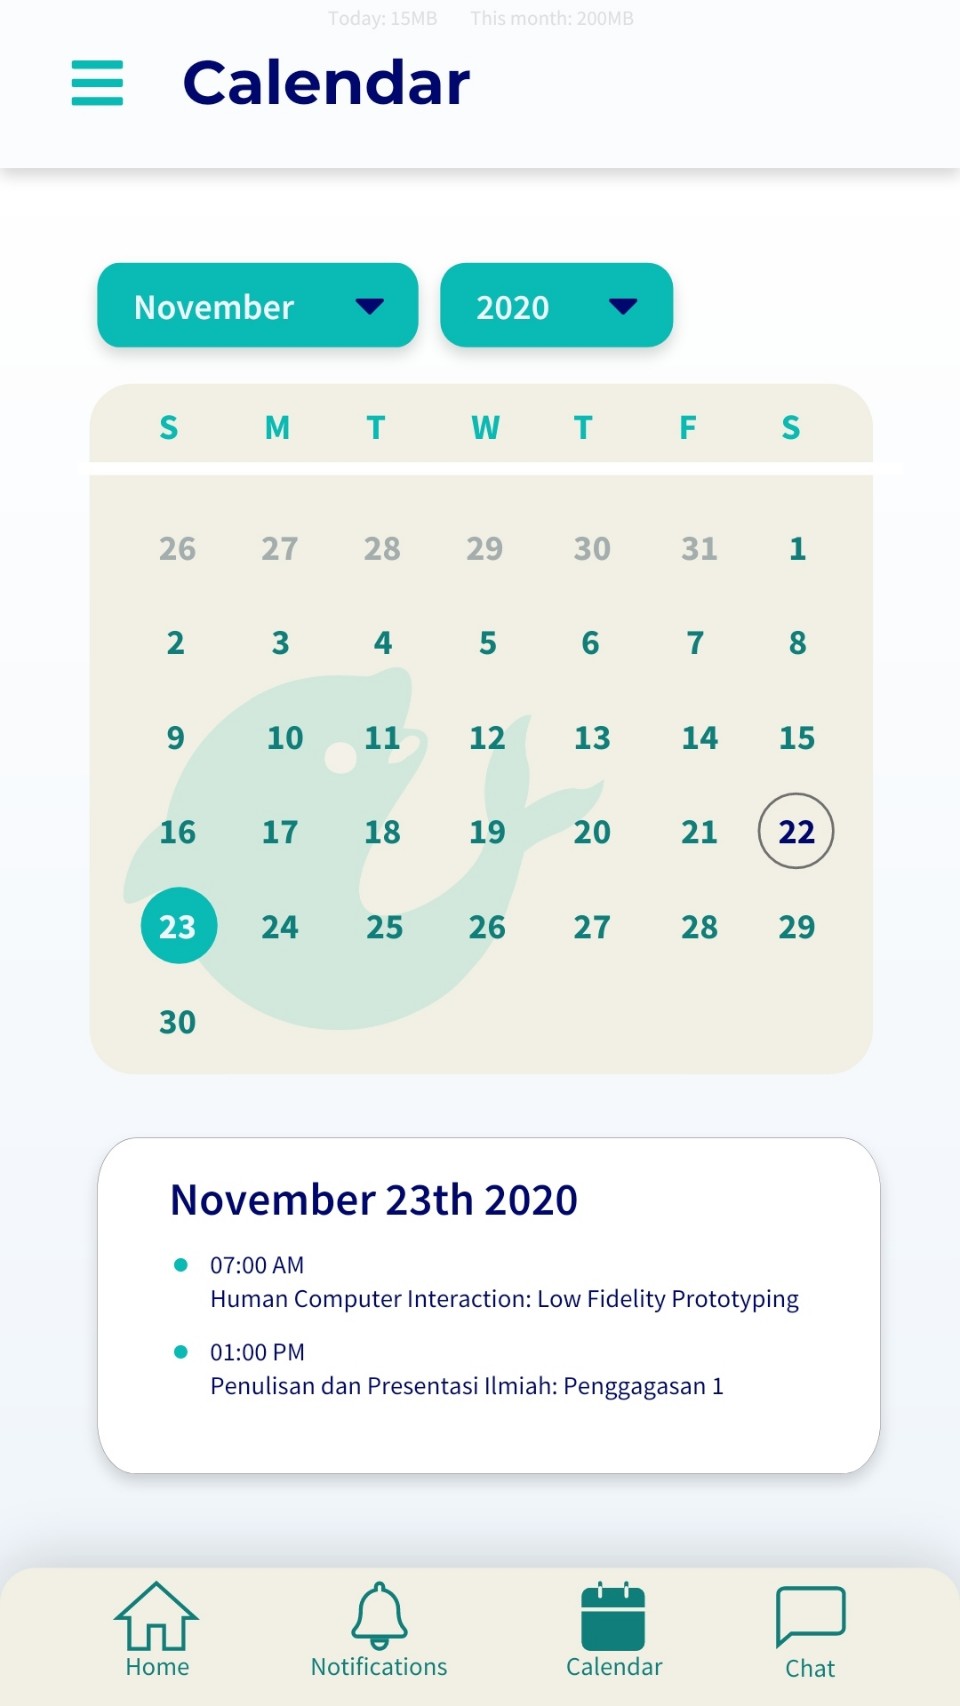 Today: 15MB This month: 200MB
Calendar
November 2020
S M T W T F S
26 27 28 29 30 31 1
2 3 4 5 6 7 8
9 10 11 12 13 14 15
16 17 18 19 20 21 22
23 24 25 26 27 28 29
30
November 23th 2020
07:00 AM
Human Computer Interaction: Low Fidelity Prototyping
01:00 PM
Penulisan dan Presentasi Ilmiah: Penggagasan 1
Home Notifications Calendar Chat